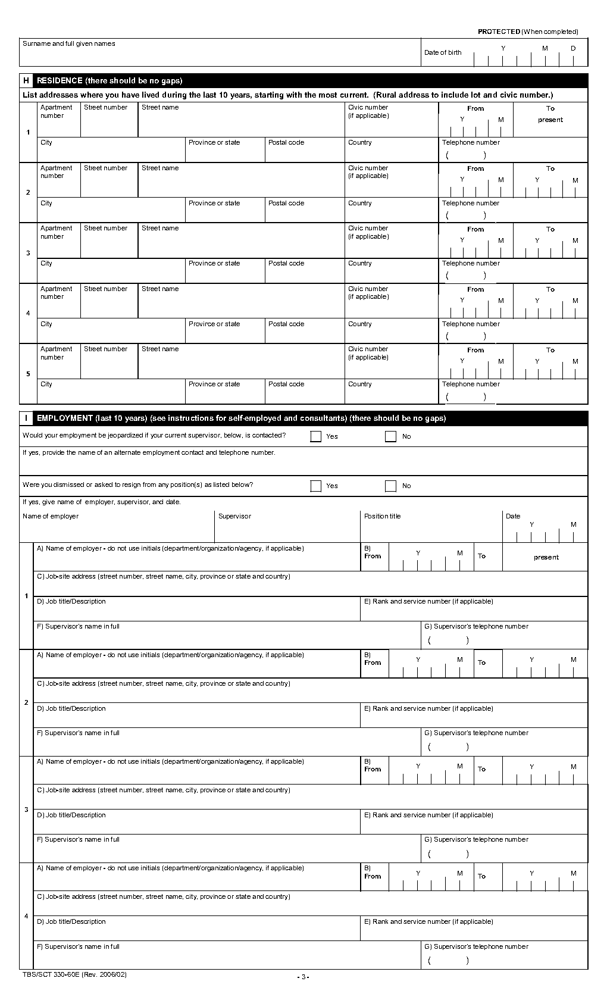 PROTECTED (When completed)
Surname and full given names
Date of birth Y M D
H RESIDENCE (there should be no gaps)
List addresses where you have lived during the last 10 years, starting with the most current. (Rural address to include lot and civic number.)
1 Apartment number Street number Street name Civic number (if applicable) From Y M To present
City Province or state Postal code Country Telephone number ( )
2 Apartment number Street number Street name Civic number (if applicable) From Y M To Y M
City Province or state Postal code Country Telephone number ( )
3 Apartment number Street number Street name Civic number (if applicable) From Y M To Y M
City Province or state Postal code Country Telephone number ( )
4 Apartment number Street number Street name Civic number (if applicable) From Y M To Y M
City Province or state Postal code Country Telephone number ( )
5 Apartment number Street number Street name Civic number (if applicable) From Y M To Y M
City Province or state Postal code Country Telephone number ( )
I EMPLOYMENT (last 10 years) (see instructions for self-employed and consultants) (there should be no gaps)
Would your employment be jeopardized if your current supervisor, below, is contacted? Yes No
If yes, provide the name of an alternate employment contact and telephone number.
Were you dismissed or asked to resign from any position(s) as listed below? Yes No
If yes, give name of employer, supervisor, and date.
Name of employer Supervisor Position title Date Y M
1 A) Name of employer - do not use initials (department/organization/agency, if applicable) B) From Y M To present
C) Job-site address (street number, street name, city, province or state and country)
D) Job title/Description E) Rank and service number (if applicable)
F) Supervisor's name in full G) Supervisor's telephone number ( )
2 A) Name of employer - do not use initials (department/organization/agency, if applicable) B) From Y M To Y M
C) Job-site address (street number, street name, city, province or state and country)
D) Job title/Description E) Rank and service number (if applicable)
F) Supervisor's name in full G) Supervisor's telephone number ( )
3 A) Name of employer - do not use initials (department/organization/agency, if applicable) B) From Y M To Y M
C) Job-site address (street number, street name, city, province or state and country)
D) Job title/Description E) Rank and service number (if applicable)
F) Supervisor's name in full G) Supervisor's telephone number ( )
4 A) Name of employer - do not use initials (department/organization/agency, if applicable) B) From Y M To Y M
C) Job-site address (street number, street name, city, province or state and country)
D) Job title/Description E) Rank and service number (if applicable)
F) Supervisor's name in full G) Supervisor's telephone number ( )
TBS/SCT 330-60E (Rev. 2006/02)
- 3 -